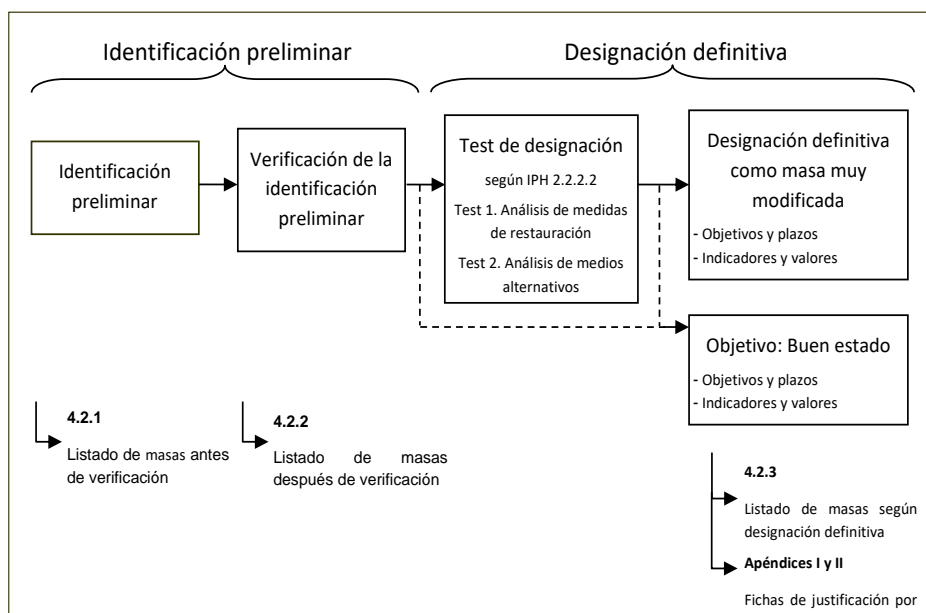 Identificación preliminar
Designación definitiva
Identificación
preliminar
Verificación de la
identificación
preliminar
Test de designación
según IPH 2.2.2.2
Test 1. Análisis de medidas
de restauración
Test 2. Análisis de medios
alternativos
Designación definitiva
como masa muy
modificada
- Objetivos y plazos
- Indicadores y valores
Objetivo: Buen estado
- Objetivos y plazos
- Indicadores y valores
4.2.1
Listado de masas antes
de verificación
4.2.2
Listado de masas
después de verificación
4.2.3
Listado de masas según
designación definitiva
Apéndices I y II
Fichas de justificación por